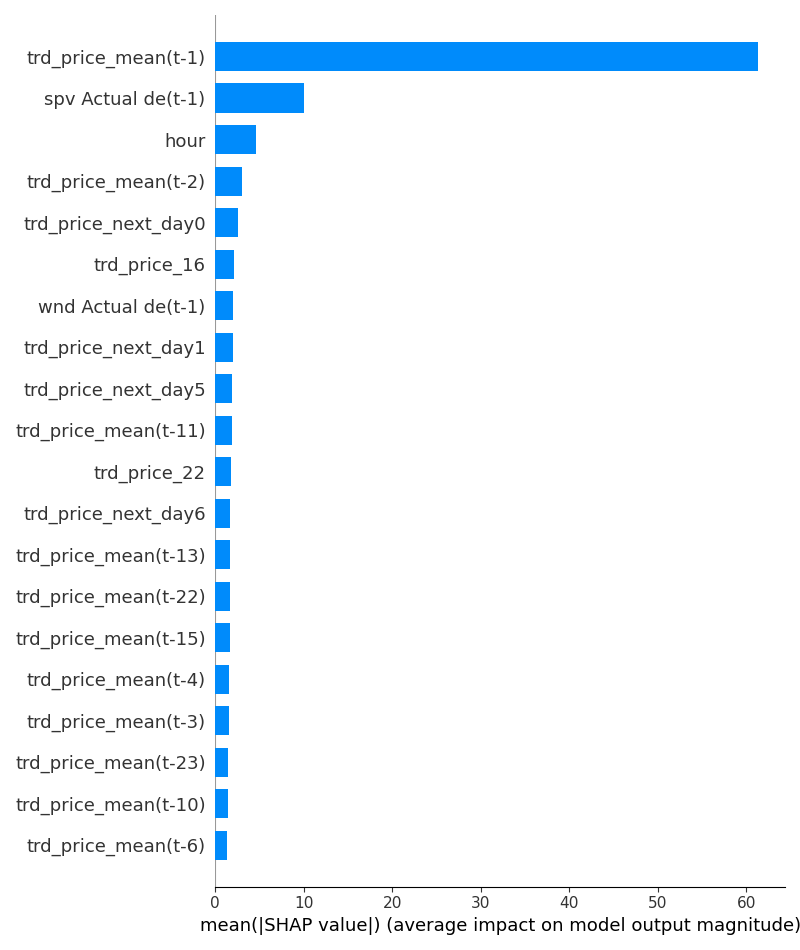 trd_price_mean(t-1)
spv Actual de(t-1)
hour
trd_price_mean(t-2)
trd_price_next_day0
trd_price_16
wnd Actual de(t-1)
trd_price_next_day1
trd_price_next_day5
trd_price_mean(t-11)
trd_price_22
trd_price_next_day6
trd_price_mean(t-13)
trd_price_mean(t-22)
trd_price_mean(t-15)
trd_price_mean(t-4)
trd_price_mean(t-3)
trd_price_mean(t-23)
trd_price_mean(t-10)
trd_price_mean(t-6)
0 10 20 30 40 50 60
mean(|SHAP value|) (average impact on model output magnitude)